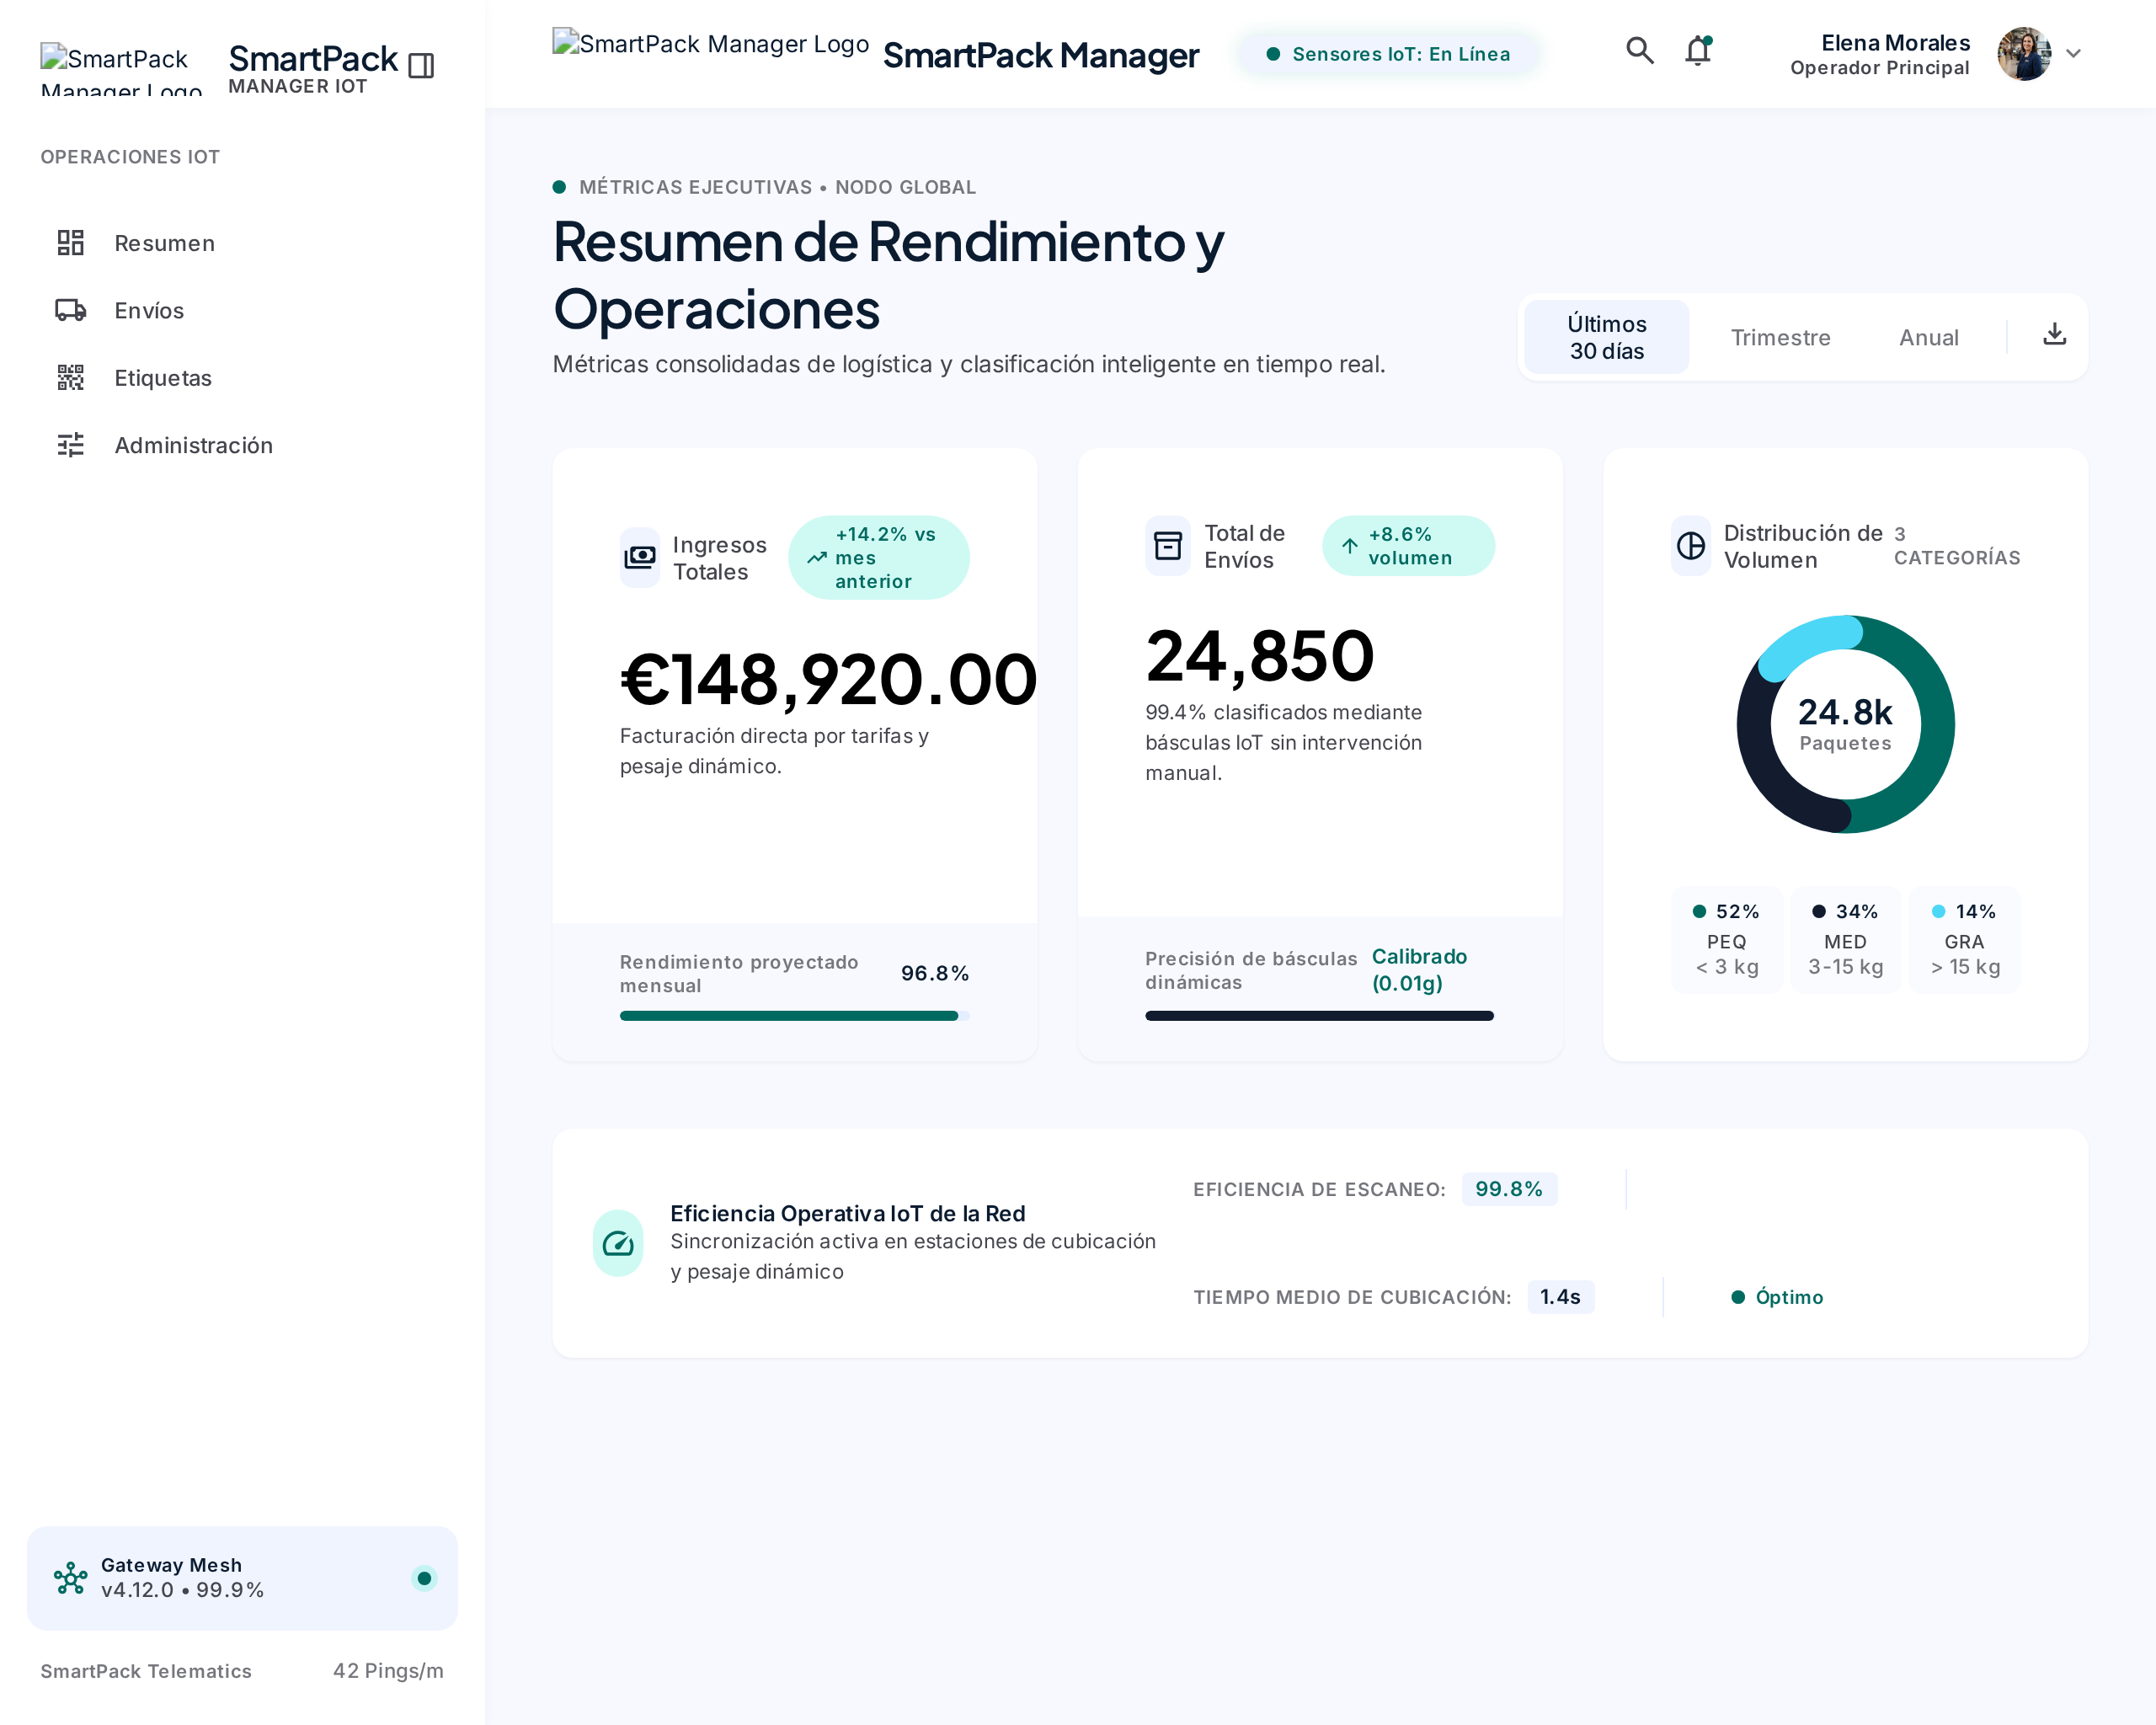 SmartPack
Manager Logo
SmartPack
MANAGER IOT
OPERACIONES IOT
Resumen
Envíos
Etiquetas
Administración
Gateway Mesh
v4.12.0 • 99.9%
SmartPack Telematics
42 Pings/m
SmartPack Manager Logo
SmartPack Manager
Sensores IoT: En Línea
Elena Morales
Operador Principal
MÉTRICAS EJECUTIVAS • NODO GLOBAL
Resumen de Rendimiento y
Operaciones
Métricas consolidadas de logística y clasificación inteligente en tiempo real.
Últimos
30 días
Trimestre
Anual
Ingresos
Totales
+14.2% vs
mes
anterior
€148,920.00
Facturación directa por tarifas y
pesaje dinámico.
Rendimiento proyectado
mensual
96.8%
Total de
Envíos
+8.6%
volumen
24,850
99.4% clasificados mediante
básculas IoT sin intervención
manual.
Precisión de básculas
dinámicas
Calibrado
(0.01g)
Distribución de
Volumen
3
CATEGORÍAS
24.8k
Paquetes
52%
PEQ
< 3 kg
34%
MED
3-15 kg
14%
GRA
> 15 kg
Eficiencia Operativa IoT de la Red
Sincronización activa en estaciones de cubicación
y pesaje dinámico
EFICIENCIA DE ESCANEO:
99.8%
TIEMPO MEDIO DE CUBICACIÓN:
1.4s
Óptimo